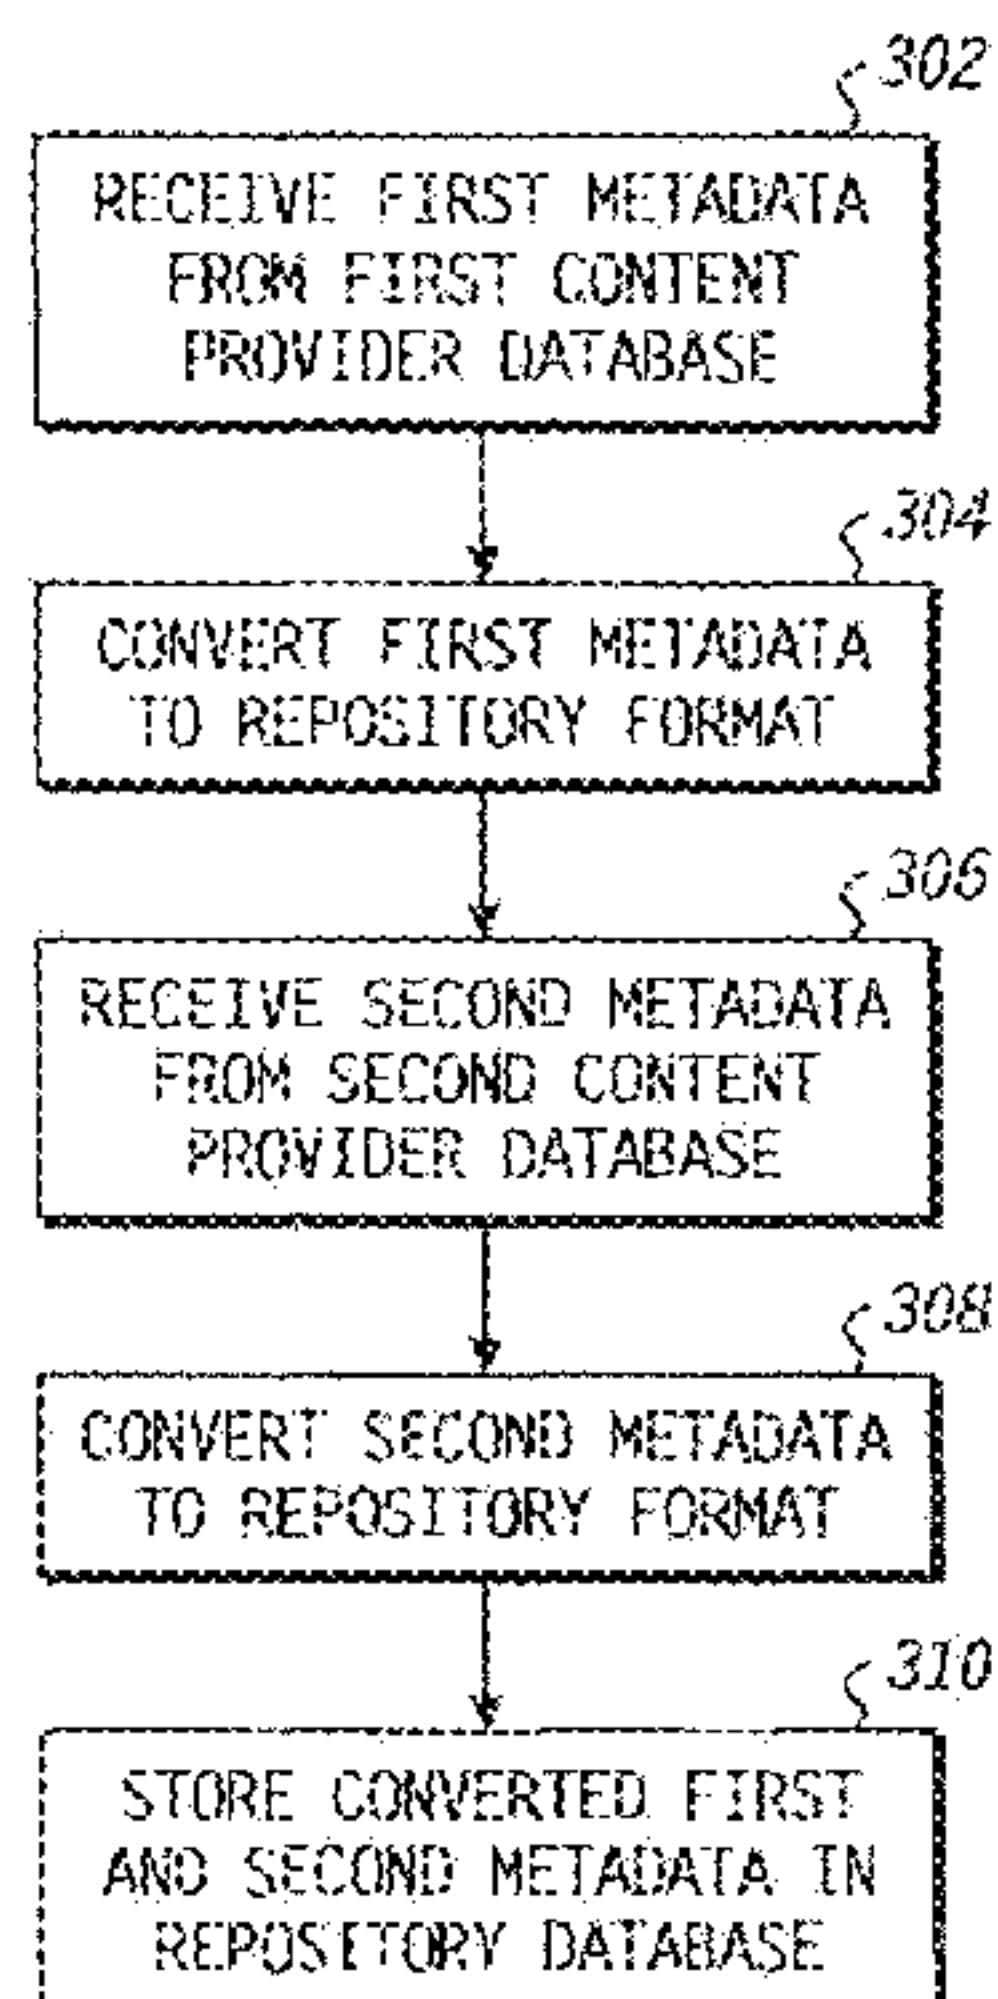 302
RECEIVE FIRST METADATA
FROM FIRST CONTENT
PROVIDER DATABASE
304
CONVERT FIRST METADATA
TO REPOSITORY FORMAT
306
RECEIVE SECOND METADATA
FROM SECOND CONTENT
PROVIDER DATABASE
308
CONVERT SECOND METADATA
TO REPOSITORY FORMAT
310
STORE CONVERTED FIRST
AND SECOND METADATA IN
REPOSITORY DATABASE